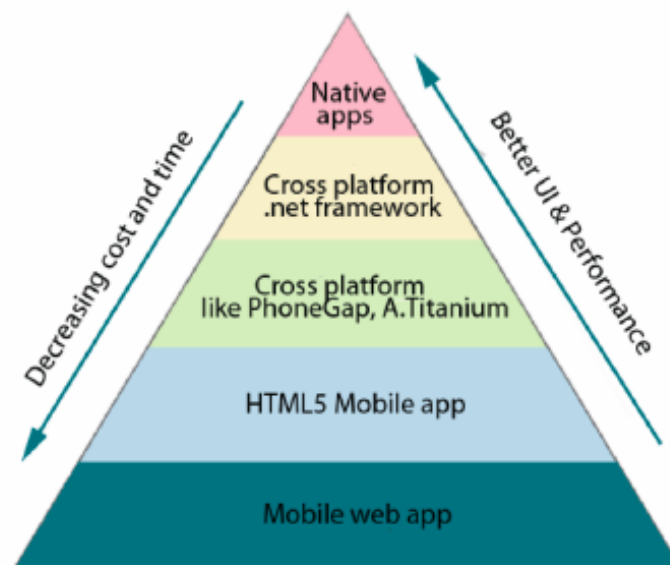 Native
apps
Cross platform
.net framework
Cross platform
like PhoneGap, A.Titanium
HTML5 Mobile app
Mobile web app
Decreasing cost and time
Better UI & Performance